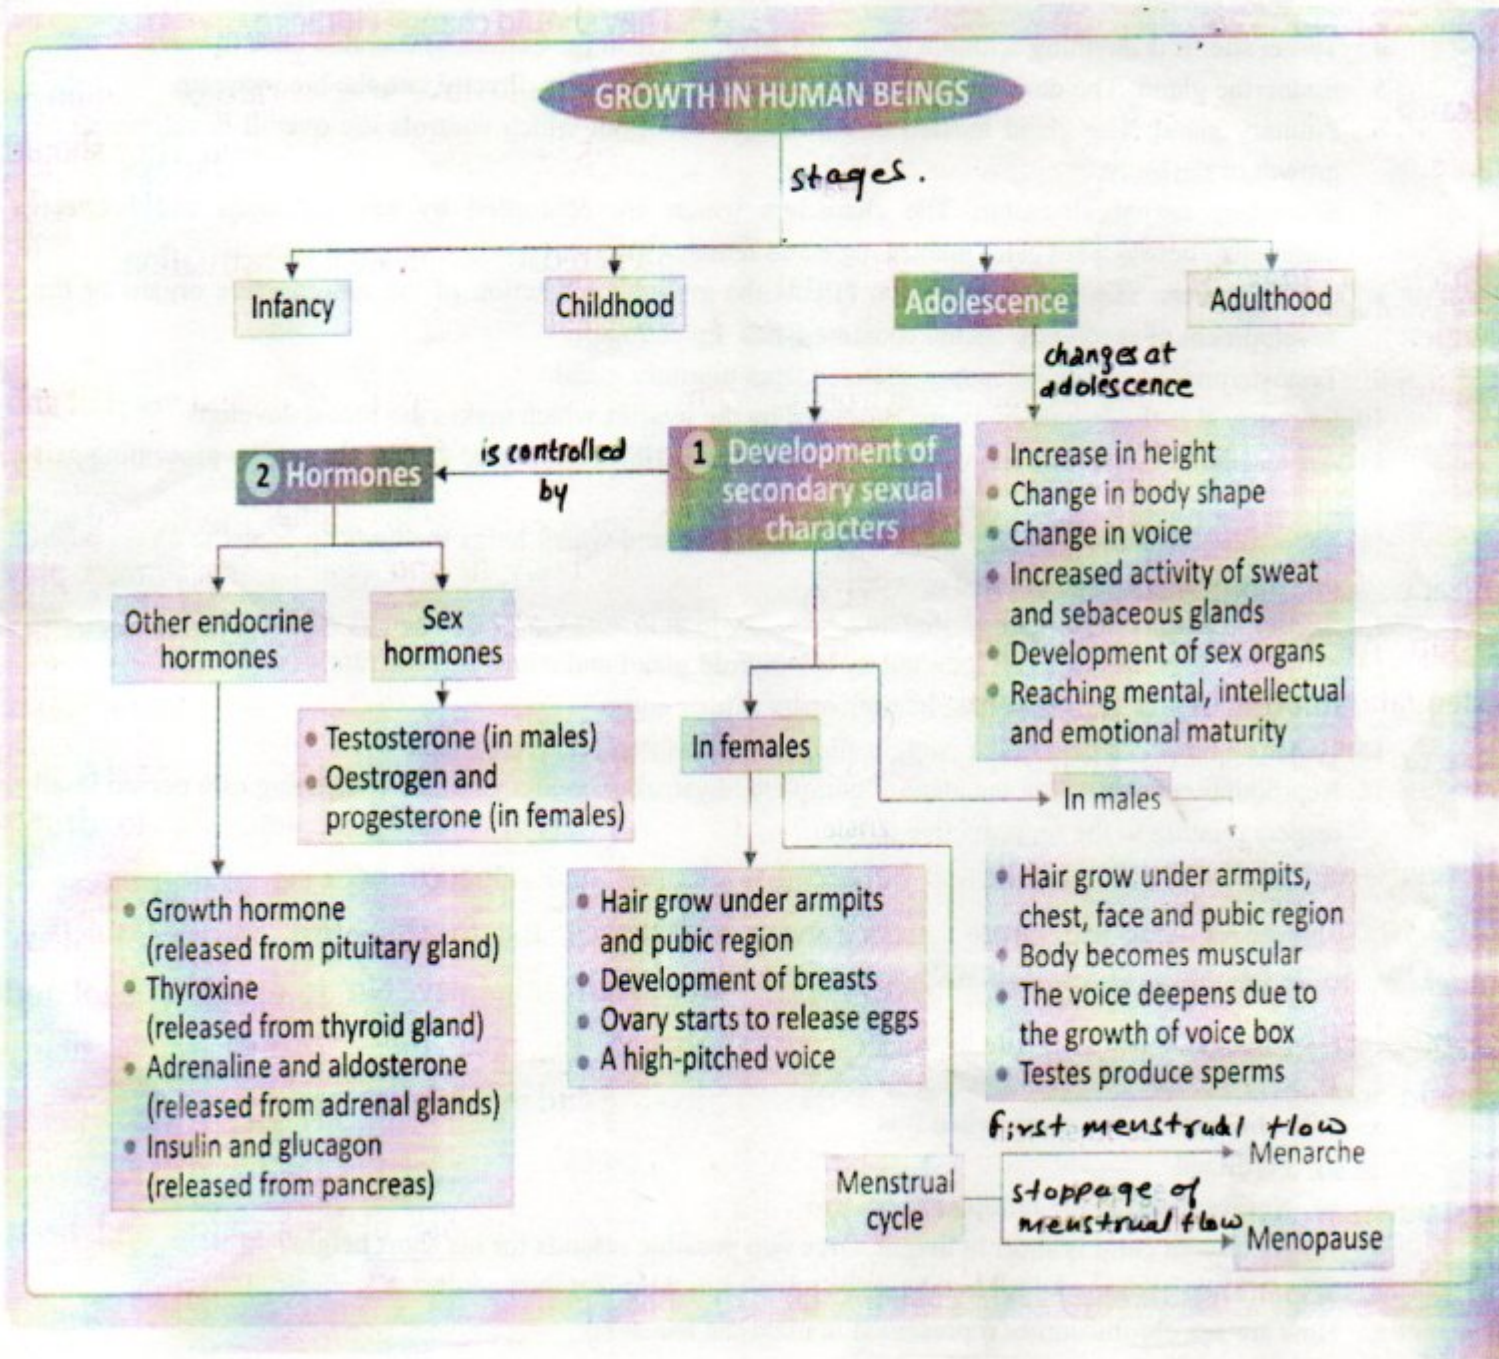 GROWTH IN HUMAN BEINGS
stages.
Infancy
Childhood
Adolescence
Adulthood
changes at
adolescence
2 Hormones
is controlled
by
1 Development of
secondary sexual
characters
• Increase in height
• Change in body shape
• Change in voice
• Increased activity of sweat
and sebaceous glands
• Development of sex organs
• Reaching mental, intellectual
and emotional maturity
Other endocrine
hormones
Sex
hormones
• Testosterone (in males)
• Oestrogen and
progesterone (in females)
In females
In males
• Growth hormone
(released from pituitary gland)
• Thyroxine
(released from thyroid gland)
• Adrenaline and aldosterone
(released from adrenal glands)
• Insulin and glucagon
(released from pancreas)
• Hair grow under armpits
and pubic region
• Development of breasts
• Ovary starts to release eggs
• A high-pitched voice
• Hair grow under armpits,
chest, face and pubic region
• Body becomes muscular
• The voice deepens due to
the growth of voice box
• Testes produce sperms
Menstrual
cycle
first menstrual flow
Menarche
stoppage of
menstrual flow
Menopause